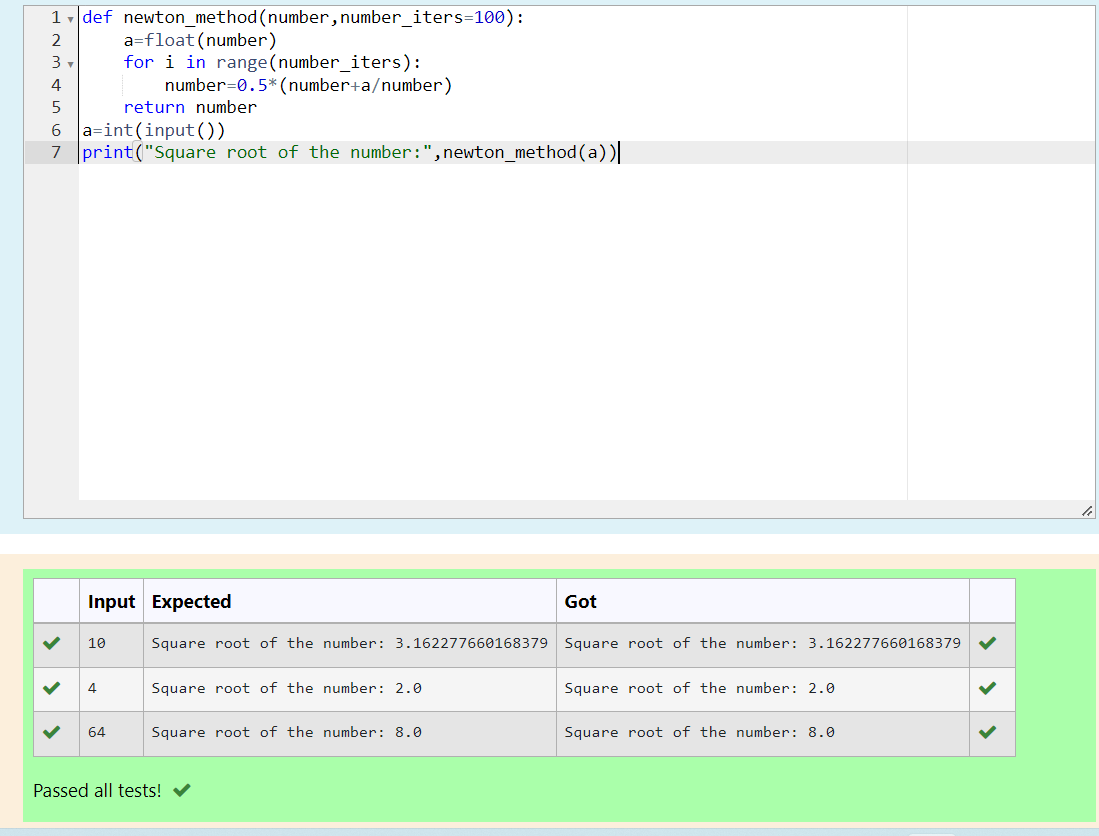 1 def newton_method(number,number_iters=100):
2     a=float(number)
3     for i in range(number_iters):
4         number=0.5*(number+a/number)
5     return number
6 a=int(input())
7 print("Square root of the number:",newton_method(a))
Input Expected Got
10 Square root of the number: 3.162277660168379 Square root of the number: 3.162277660168379
4 Square root of the number: 2.0 Square root of the number: 2.0
64 Square root of the number: 8.0 Square root of the number: 8.0
Passed all tests!